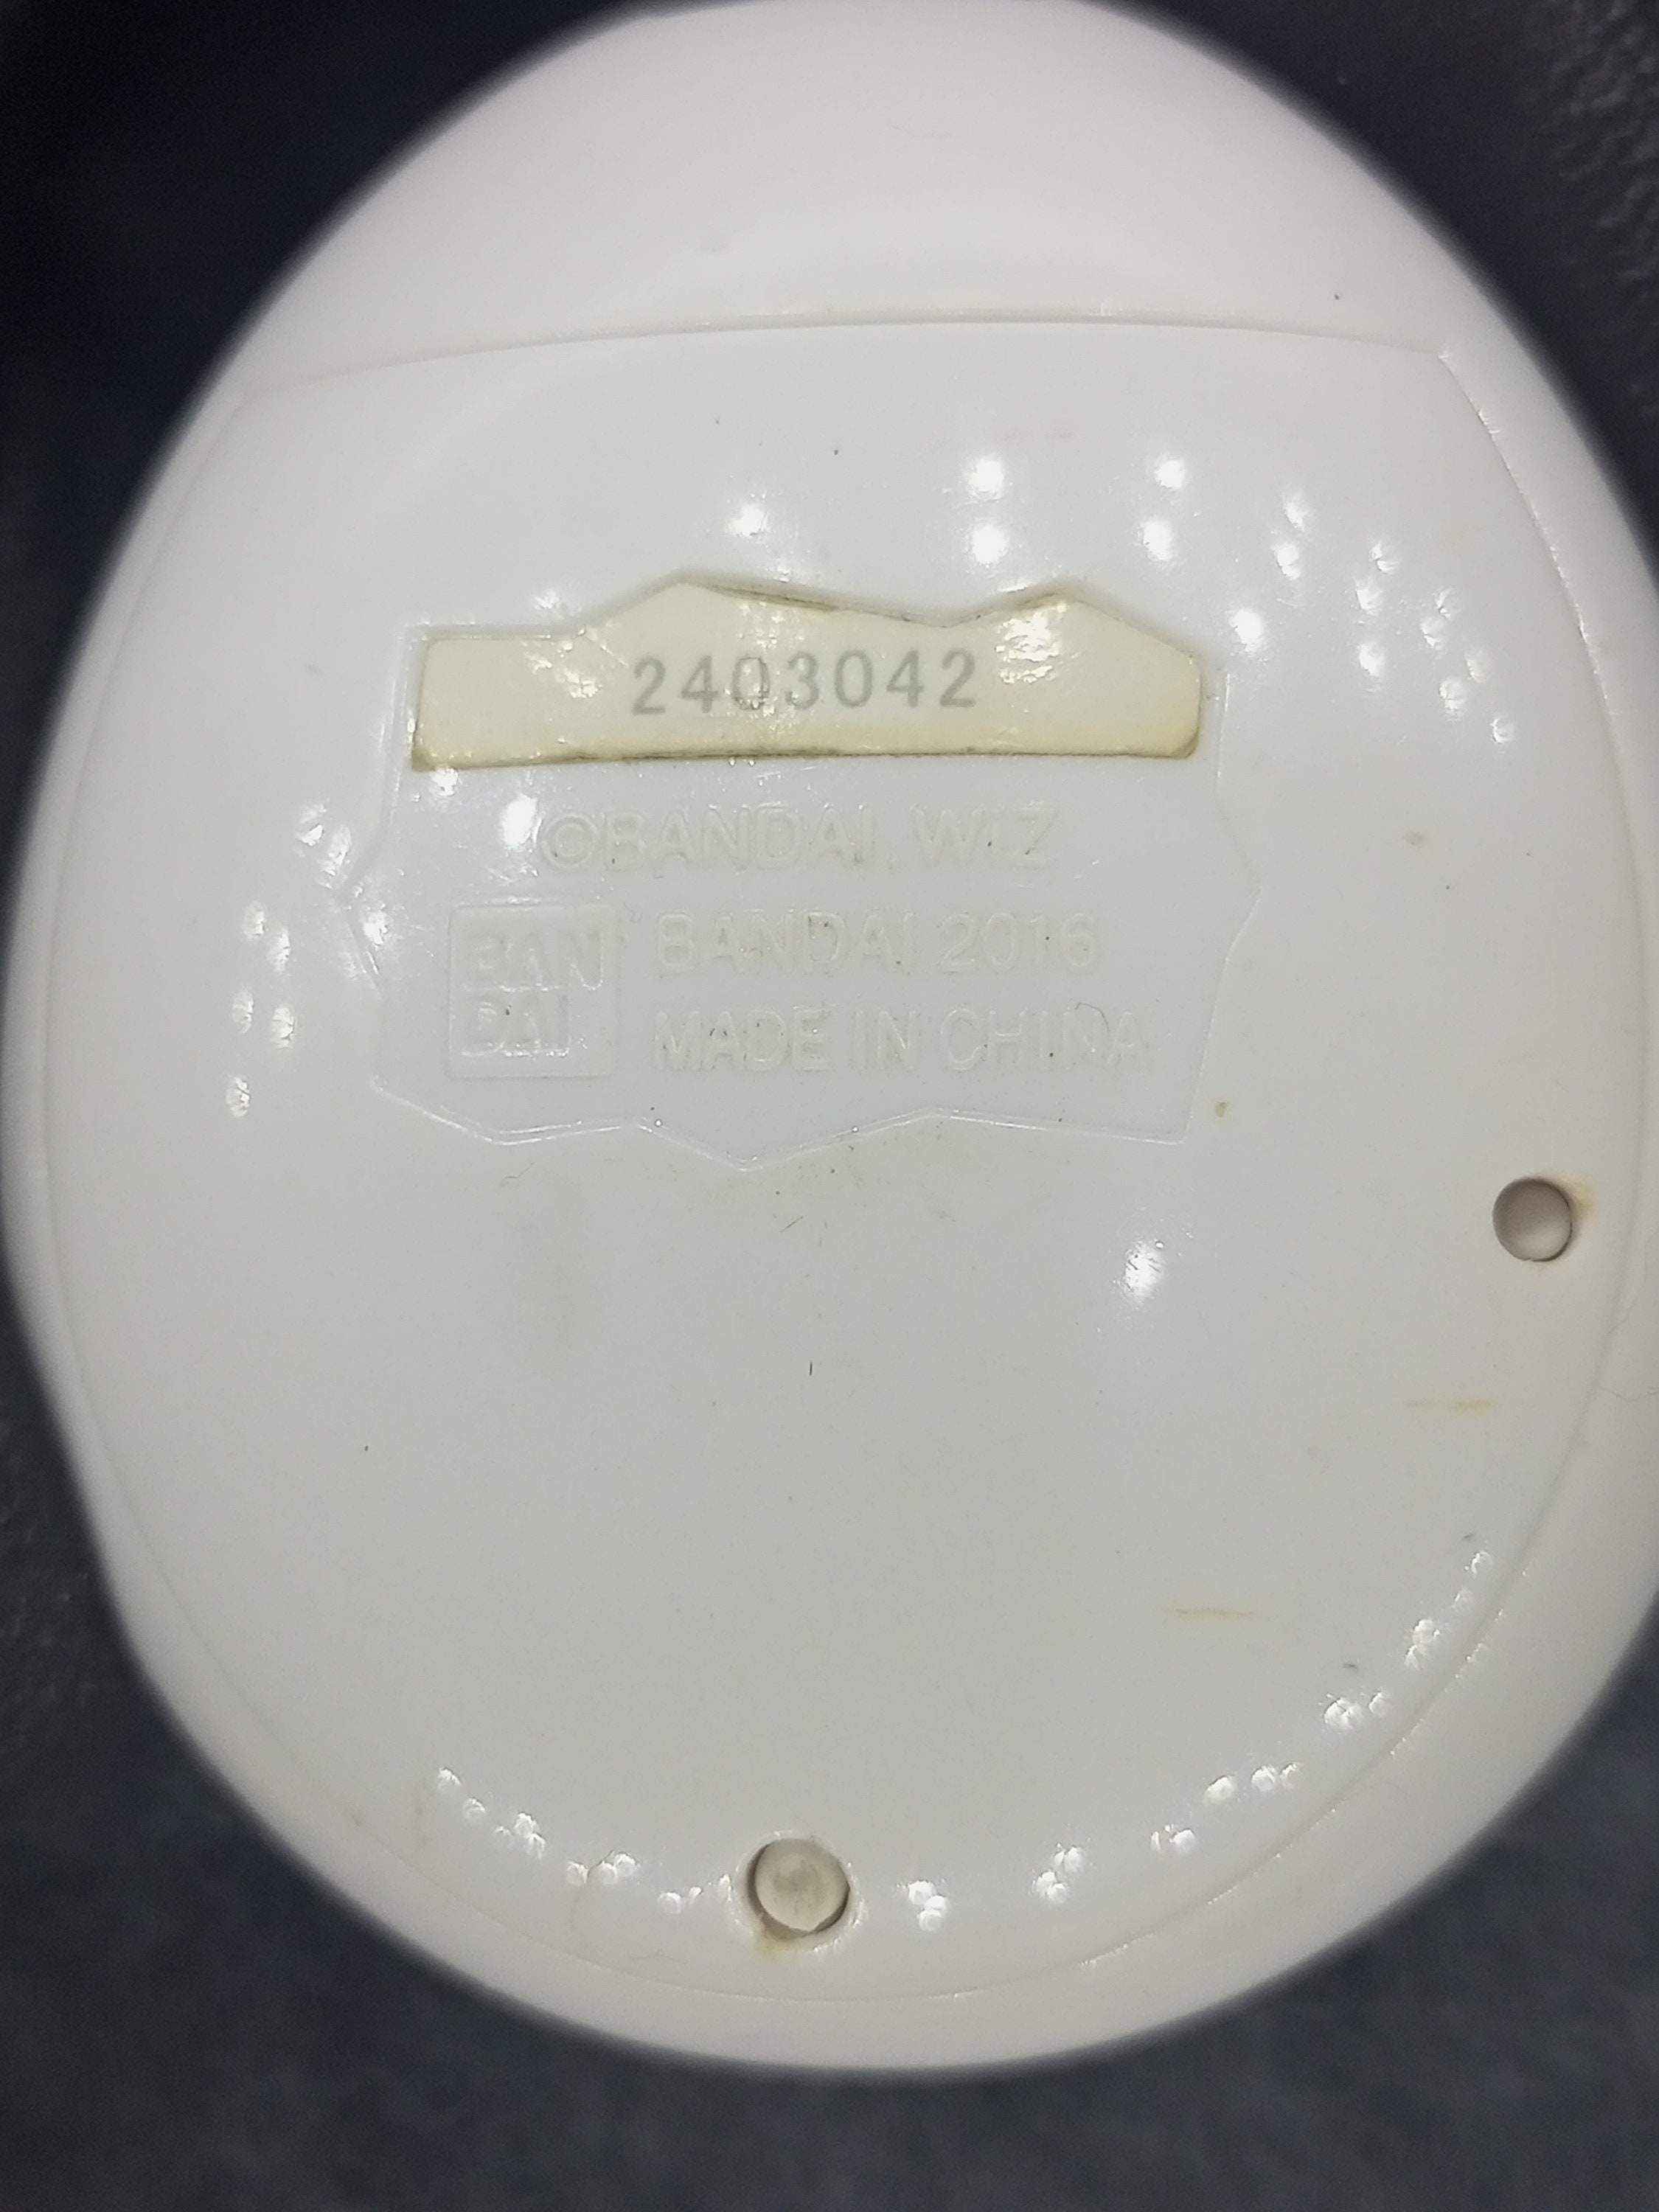 2403042
©BANDAI, WiZ
BAN
DAI
BANDAI 2016
MADE IN CHINA